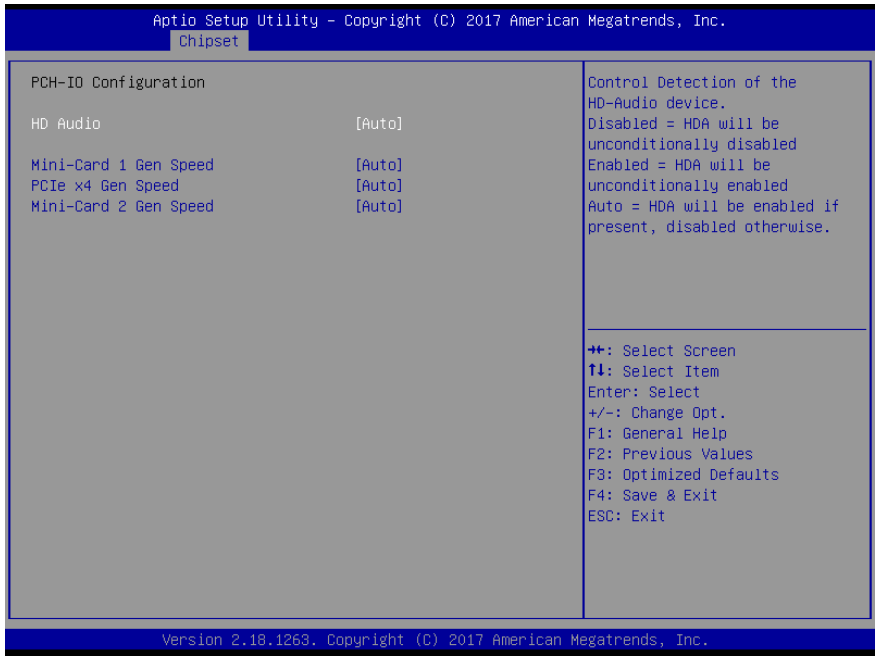 Aptio Setup Utility – Copyright (C) 2017 American Megatrends, Inc.
Chipset
PCH-IO Configuration
HD Audio [Auto]
Mini-Card 1 Gen Speed [Auto]
PCIe x4 Gen Speed [Auto]
Mini-Card 2 Gen Speed [Auto]
Control Detection of the
HD-Audio device.
Disabled = HDA will be
unconditionally disabled
Enabled = HDA will be
unconditionally enabled
Auto = HDA will be enabled if
present, disabled otherwise.
→←: Select Screen
↑↓: Select Item
Enter: Select
+/-: Change Opt.
F1: General Help
F2: Previous Values
F3: Optimized Defaults
F4: Save & Exit
ESC: Exit
Version 2.18.1263. Copyright (C) 2017 American Megatrends, Inc.